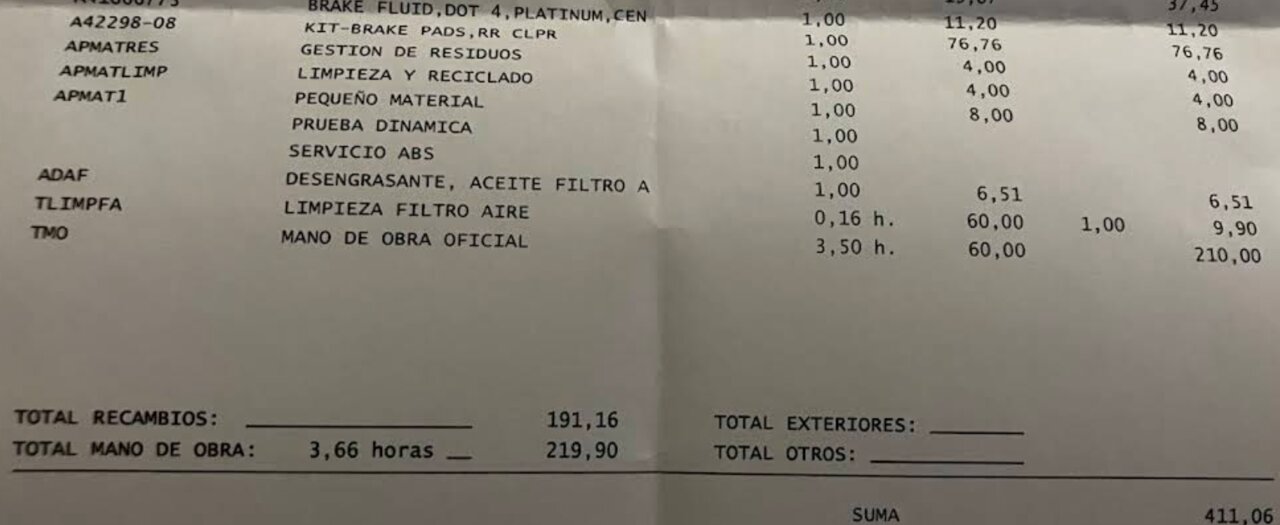 BRAKE FLUID,DOT 4,PLATINUM,CEN 37,45
A42298-08 KIT-BRAKE PADS,RR CLPR 1,00 11,20 11,20
APMATRES GESTION DE RESIDUOS 1,00 76,76 76,76
APMATLIMP LIMPIEZA Y RECICLADO 1,00 4,00 4,00
APMAT1 PEQUEÑO MATERIAL 1,00 4,00 4,00
PRUEBA DINAMICA 1,00 8,00 8,00
SERVICIO ABS 1,00
ADAF DESENGRASANTE, ACEITE FILTRO A 1,00
TLIMPFA LIMPIEZA FILTRO AIRE 1,00 6,51 6,51
TMO MANO DE OBRA OFICIAL 0,16 h. 60,00 1,00 9,90
3,50 h. 60,00 210,00
TOTAL RECAMBIOS: 191,16 TOTAL EXTERIORES:
TOTAL MANO DE OBRA: 3,66 horas 219,90 TOTAL OTROS:
SUMA 411,06